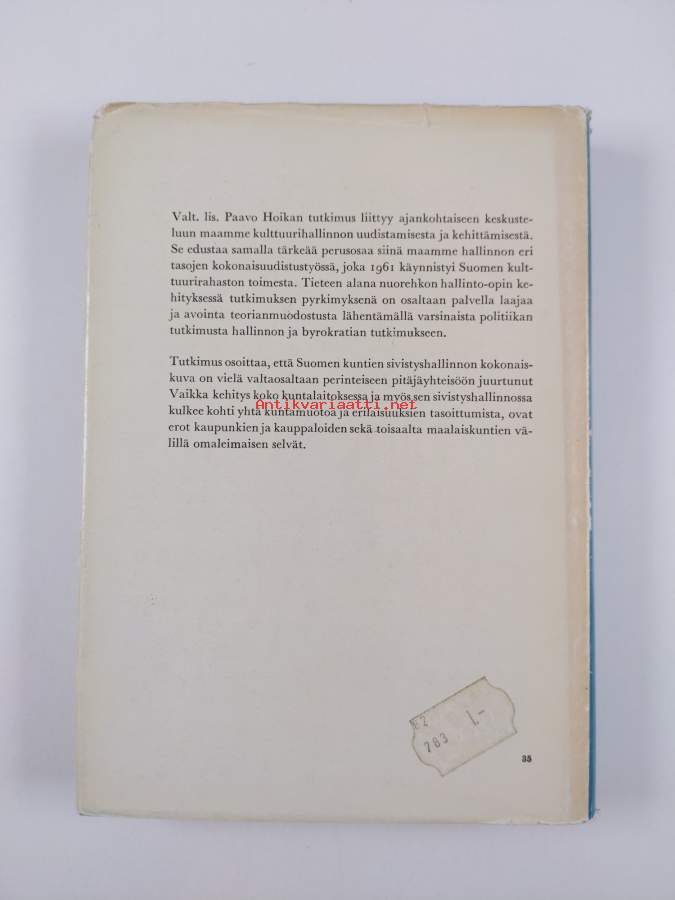 Valt. lis. Paavo Hoikan tutkimus liittyy ajankohtaiseen keskuste-
luun maamme kulttuurihallinnon uudistamisesta ja kehittämisestä.
Se edustaa samalla tärkeää perusosaa siinä maamme hallinnon eri
tasojen kokonaisuudistustyössä, joka 1961 käynnistyi Suomen kult-
tuurirahaston toimesta. Tieteen alana nuorehkon hallinto-opin ke-
hityksessä tutkimuksen pyrkimyksenä on osaltaan palvella laajaa
ja avointa teorianmuodostusta lähentämällä varsinaista politiikan
tutkimusta hallinnon ja byrokratian tutkimukseen.
Tutkimus osoittaa, että Suomen kuntien sivistyshallinnon kokonais-
kuva on vielä valtaosaltaan perinteiseen pitäjäyhteisöön juurtunut
Vaikka kehitys koko kuntalaitoksessa ja myös sen sivistyshallinnossa
Antikvariaatti.net
kulkee kohti yhtä kuntamuotoa ja erilaisuuksien tasoittumista, ovat
erot kaupunkien ja kauppaloiden sekä toisaalta maalaiskuntien vä-
lillä omaleimaisen selvät.
82 1.-
783
35